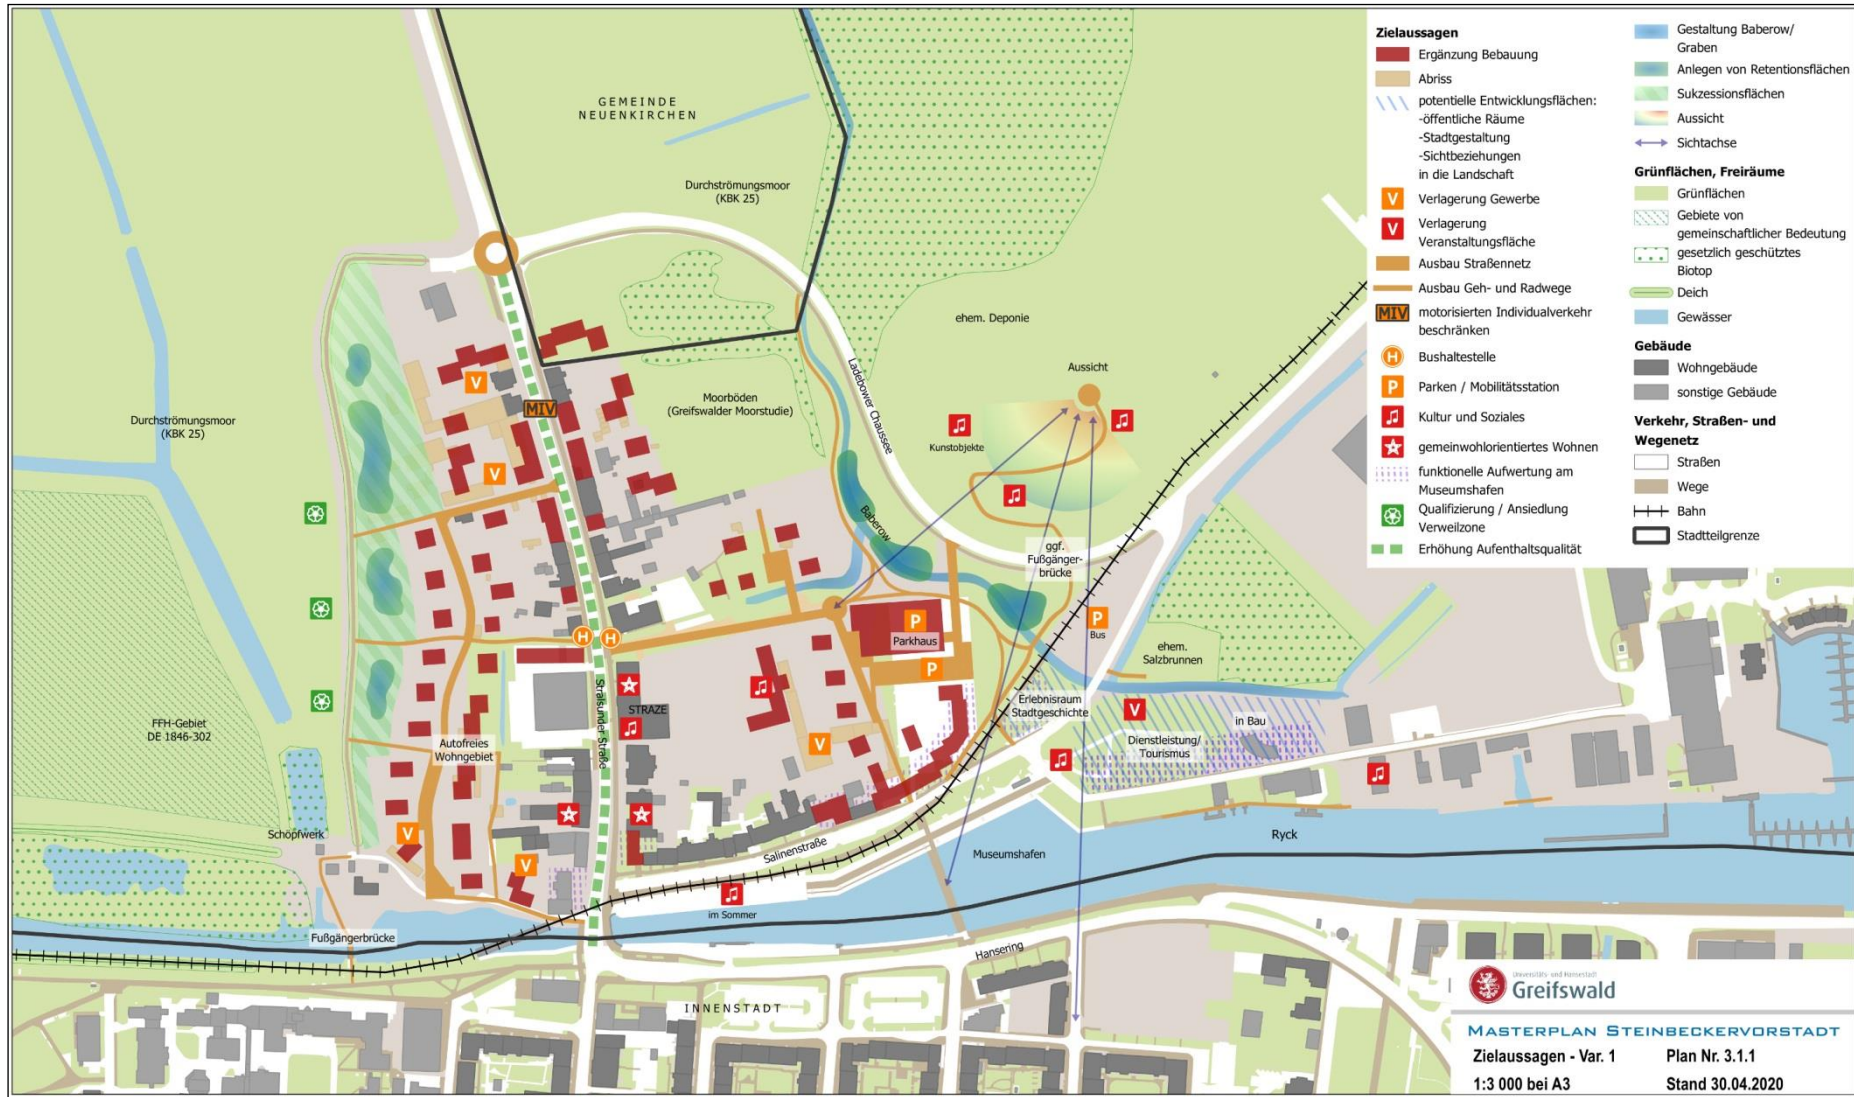 GEMEINDE
NEUENKIRCHEN
Durchströmungsmoor
(KBK 25)
Durchströmungsmoor
(KBK 25)
ehem. Deponie
Aussicht
Ladebower Chaussee
Moorböden
(Greifswalder Moorstudie)
Kunstobjekte
MIV
V
V
Baberow
ggf.
Fußgänger-
brücke
H
H
P
Parkhaus
P
P
Bus
ehem.
Salzbrunnen
FFH-Gebiet
DE 1846-302
Autofreies
Wohngebiet
Stralsunder Straße
STRAZE
V
Erlebnisraum
Stadtgeschichte
V
in Bau
Dienstleistung/
Tourismus
Schöpfwerk
V
V
Salinenstraße
Museumshafen
Ryck
im Sommer
Fußgängerbrücke
Hansering
INNENSTADT
Zielaussagen
Ergänzung Bebauung
Abriss
potentielle Entwicklungsflächen:
-öffentliche Räume
-Stadtgestaltung
-Sichtbeziehungen
in die Landschaft
V Verlagerung Gewerbe
V Verlagerung
Veranstaltungsfläche
Ausbau Straßennetz
Ausbau Geh- und Radwege
MIV motorisierten Individualverkehr
beschränken
H Bushaltestelle
P Parken / Mobilitätsstation
Kultur und Soziales
gemeinwohlorientiertes Wohnen
funktionelle Aufwertung am
Museumshafen
Qualifizierung / Ansiedlung
Verweilzone
Erhöhung Aufenthaltsqualität
Gestaltung Baberow/
Graben
Anlegen von Retentionsflächen
Sukzessionsflächen
Aussicht
Sichtachse
Grünflächen, Freiräume
Grünflächen
Gebiete von
gemeinschaftlicher Bedeutung
gesetzlich geschütztes
Biotop
Deich
Gewässer
Gebäude
Wohngebäude
sonstige Gebäude
Verkehr, Straßen- und
Wegenetz
Straßen
Wege
Bahn
Stadtteilgrenze
Universitäts- und Hansestadt
Greifswald
MASTERPLAN STEINBECKERVORSTADT
Zielaussagen - Var. 1 Plan Nr. 3.1.1
1:3 000 bei A3 Stand 30.04.2020